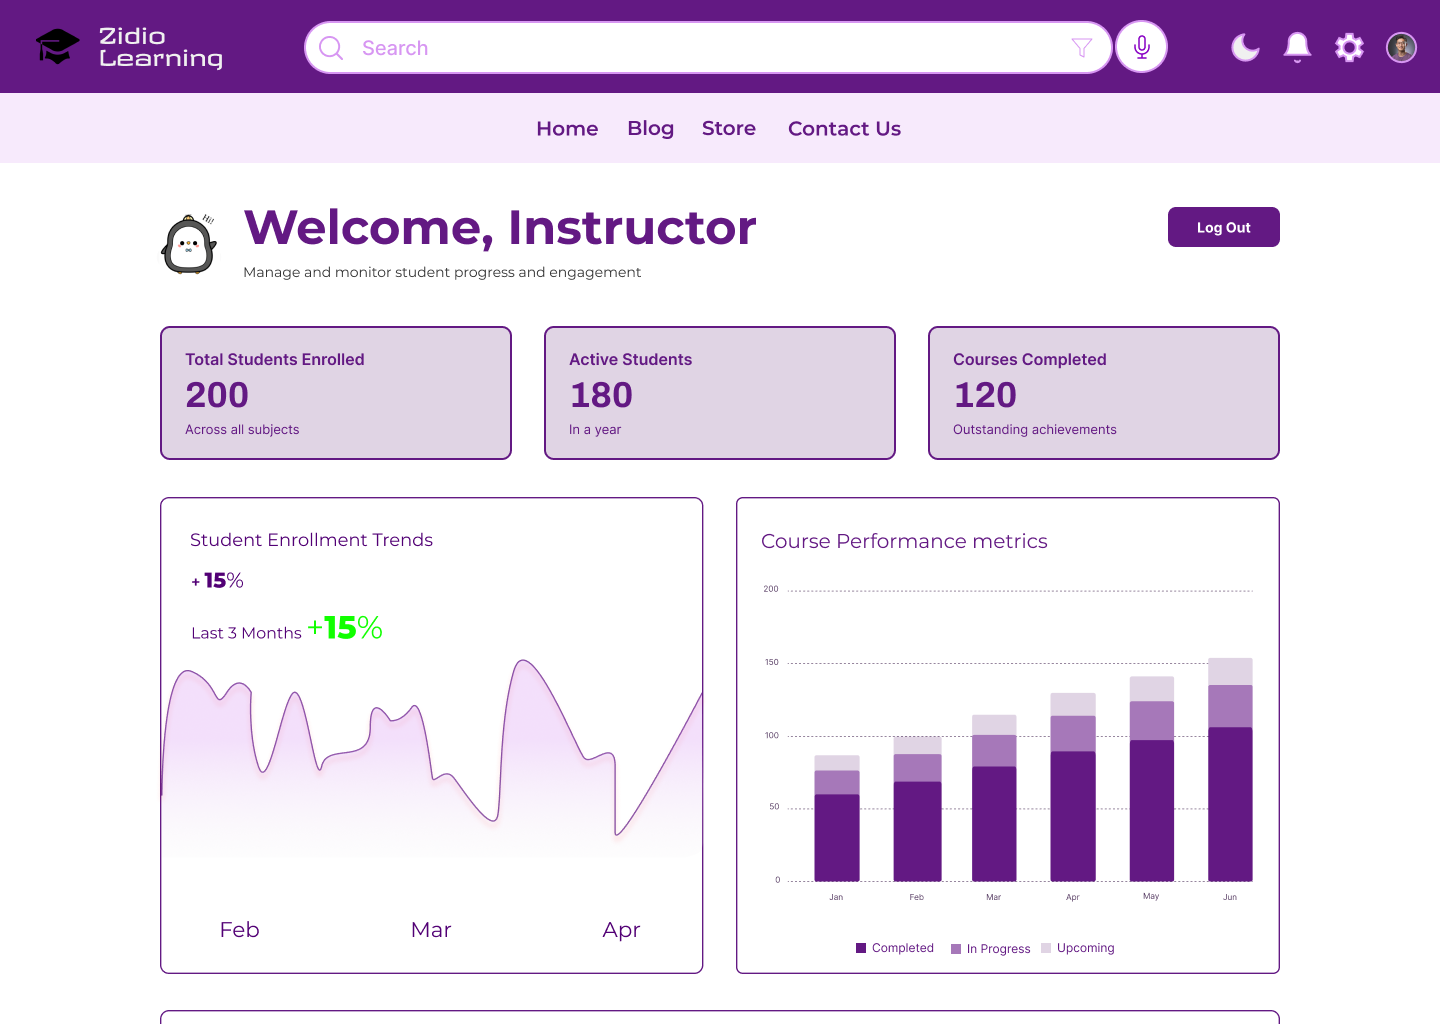 Zidio
Learning
Search
Home Blog Store Contact Us
Hi!
Welcome, Instructor
Manage and monitor student progress and engagement
Log Out
Total Students Enrolled
200
Across all subjects
Active Students
180
In a year
Courses Completed
120
Outstanding achievements
Student Enrollment Trends
+ 15%
Last 3 Months +15%
Feb Mar Apr
Course Performance metrics
200
150
100
50
0
Jan Feb Mar Apr May Jun
Completed In Progress Upcoming